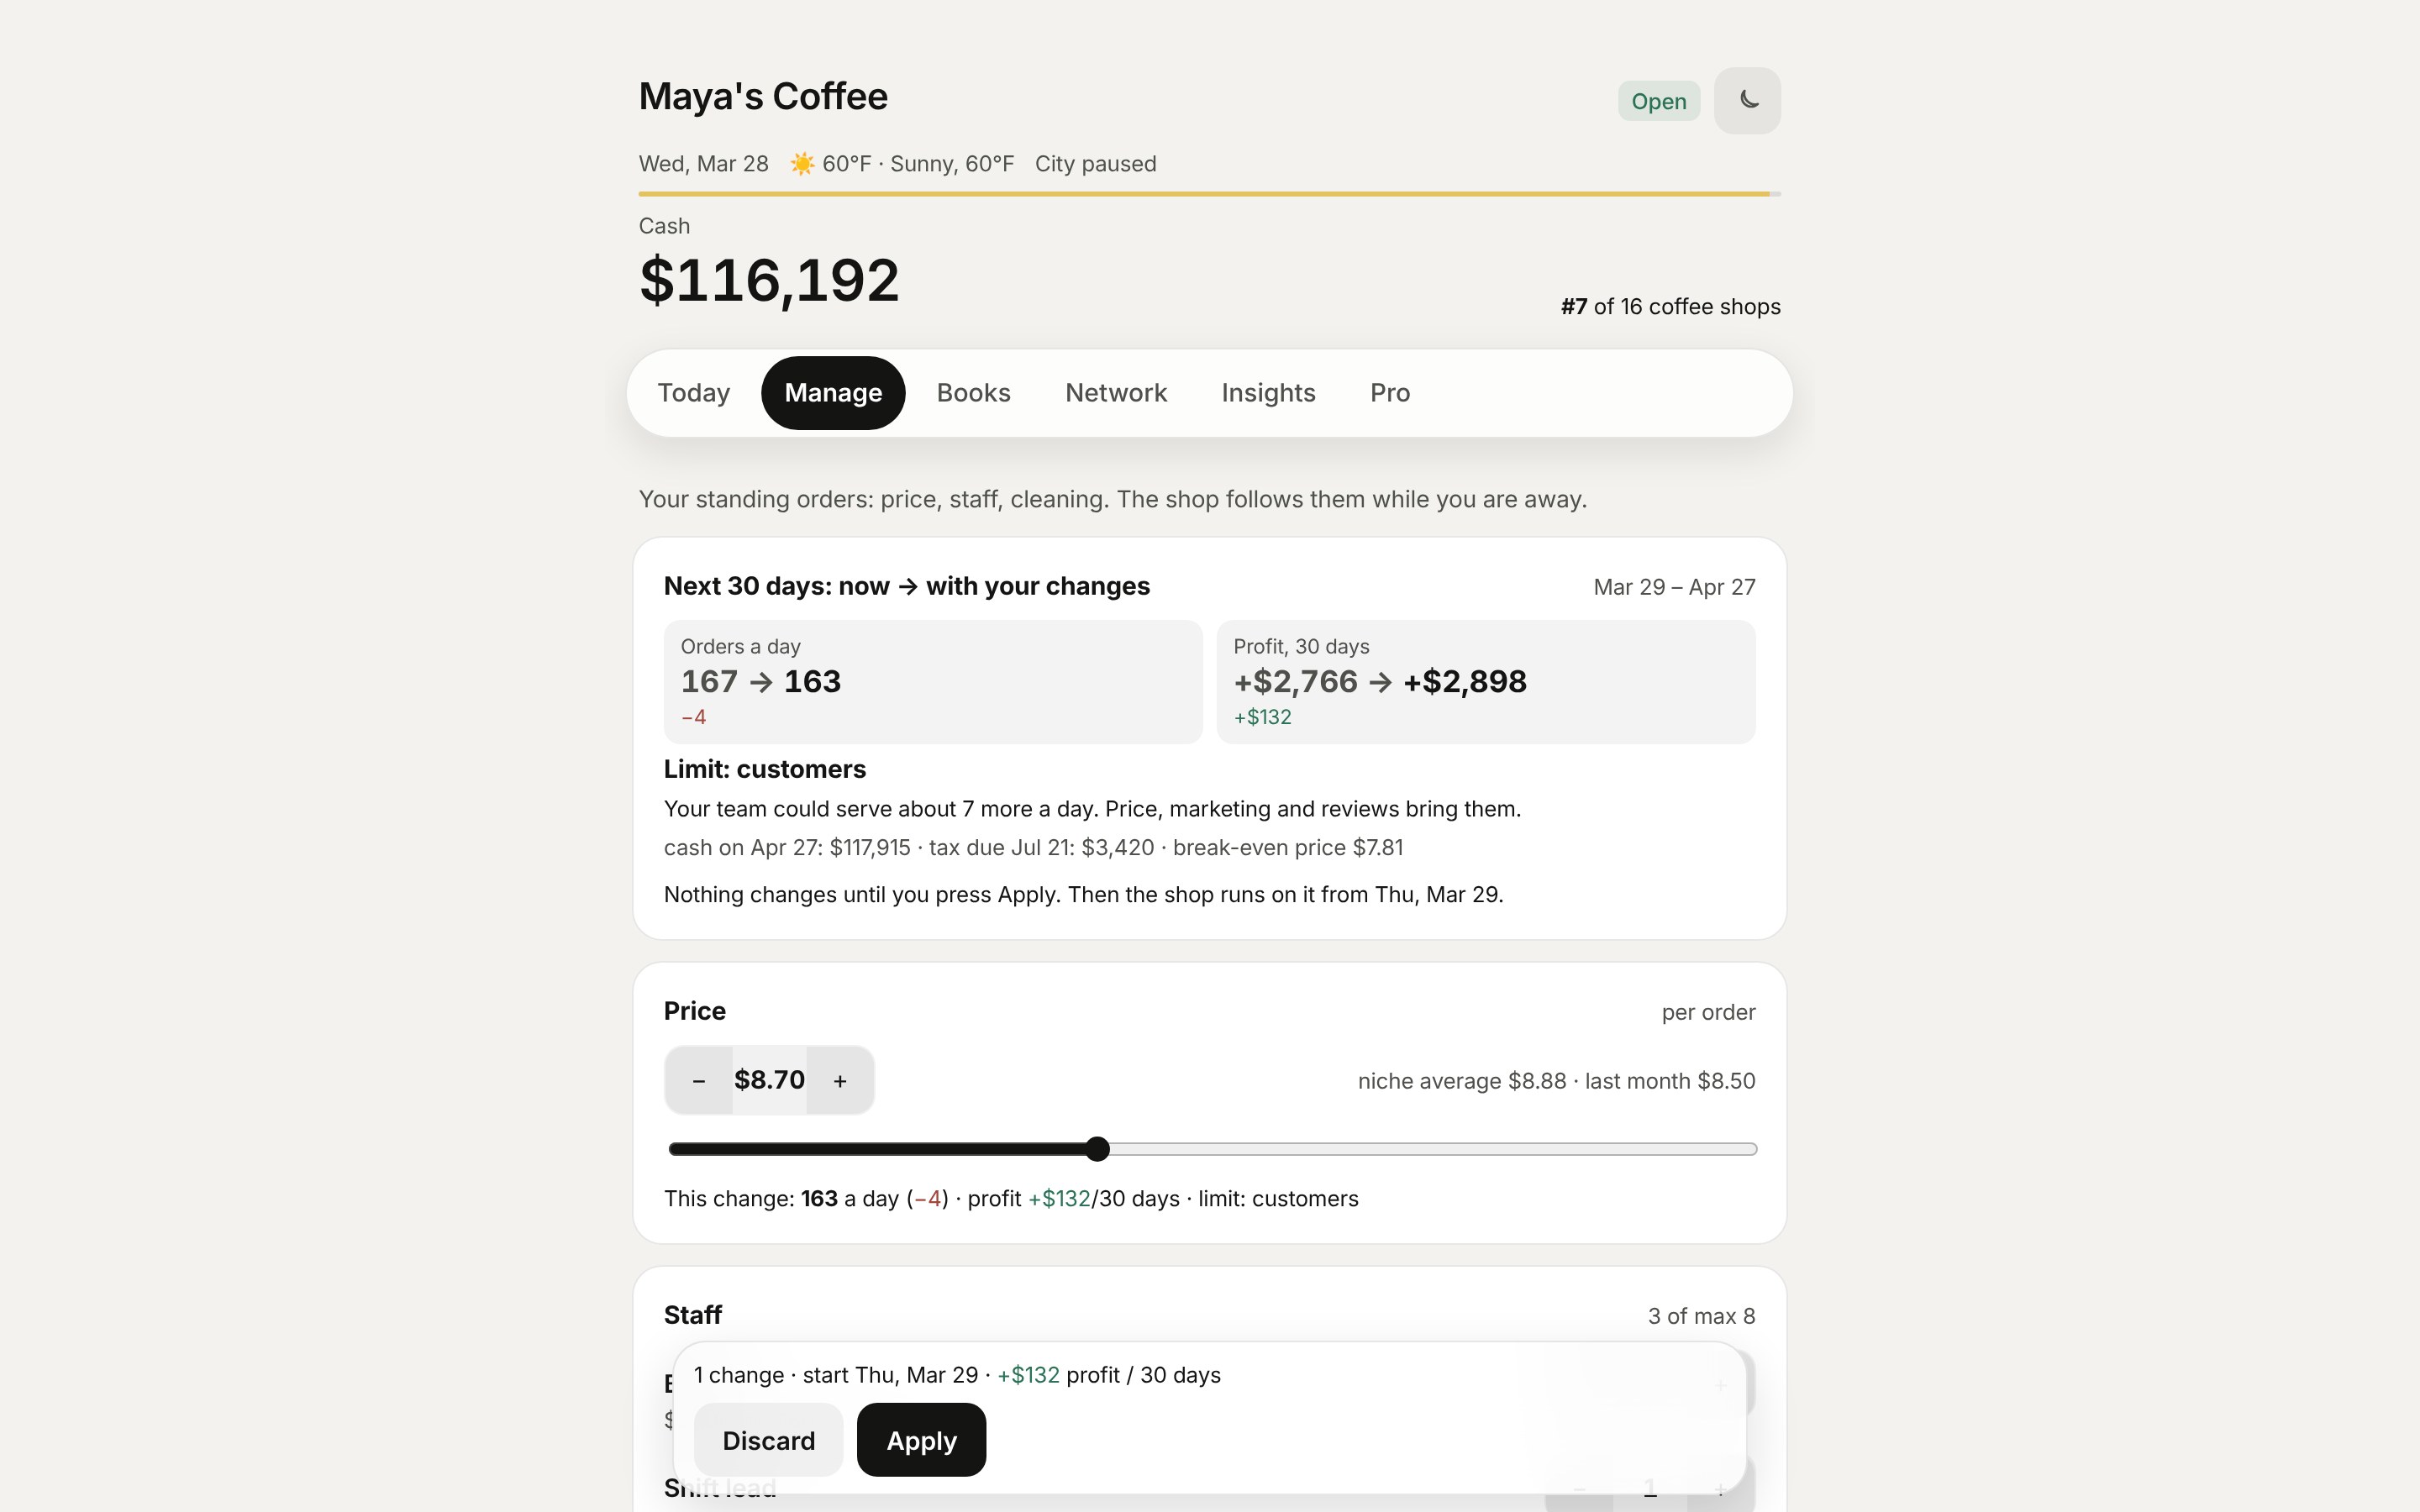 Maya's Coffee
Open
Wed, Mar 28 ☀️ 60°F · Sunny, 60°F City paused
Cash
$116,192
#7 of 16 coffee shops
Today Manage Books Network Insights Pro
Your standing orders: price, staff, cleaning. The shop follows them while you are away.
Next 30 days: now → with your changes
Mar 29 – Apr 27
Orders a day
167 → 163
−4
Profit, 30 days
+$2,766 → +$2,898
+$132
Limit: customers
Your team could serve about 7 more a day. Price, marketing and reviews bring them.
cash on Apr 27: $117,915 · tax due Jul 21: $3,420 · break-even price $7.81
Nothing changes until you press Apply. Then the shop runs on it from Thu, Mar 29.
Price
per order
− $8.70 +
niche average $8.88 · last month $8.50
This change: 163 a day (−4) · profit +$132/30 days · limit: customers
Staff
3 of max 8
1 change · start Thu, Mar 29 · +$132 profit / 30 days
Discard Apply
Shift lead
− 1 +